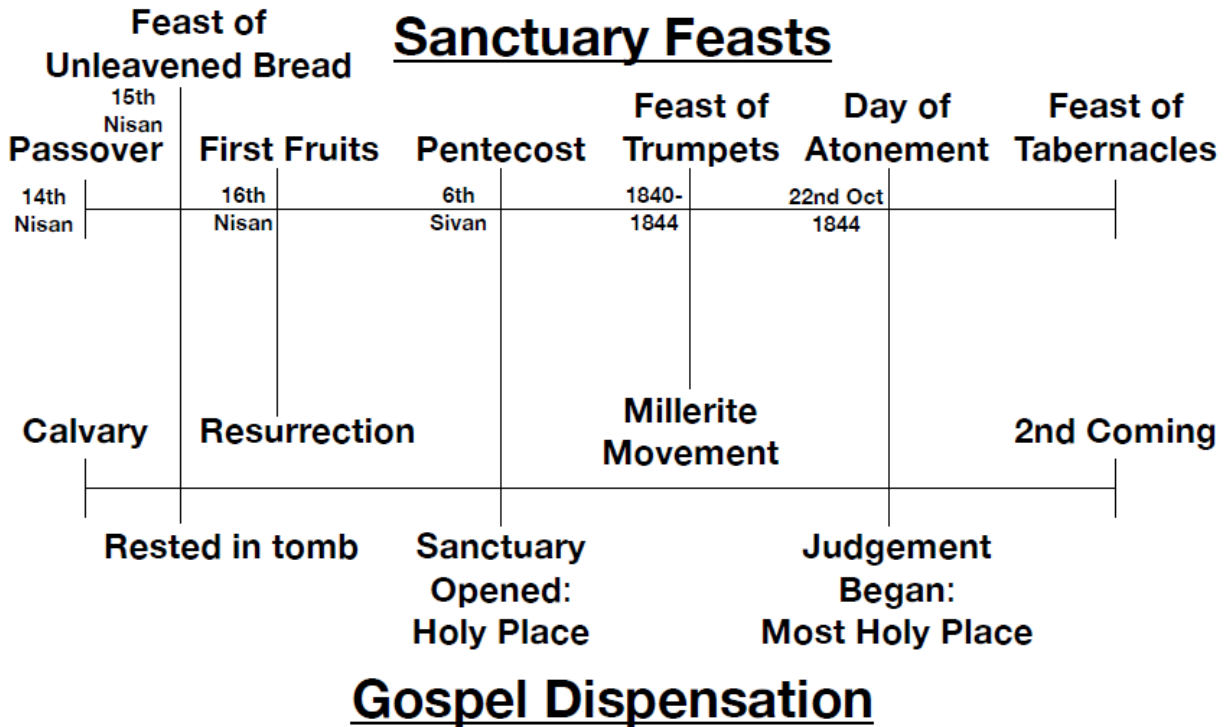 Sanctuary Feasts
Feast of
Unleavened Bread
15th
Nisan
Passover
First Fruits
Pentecost
Feast of
Trumpets
Day of
Atonement
Feast of
Tabernacles
14th
Nisan
16th
Nisan
6th
Sivan
1840-
1844
22nd Oct
1844
Calvary
Resurrection
Millerite
Movement
2nd Coming
Rested in tomb
Sanctuary
Opened:
Holy Place
Judgement
Began:
Most Holy Place
Gospel Dispensation